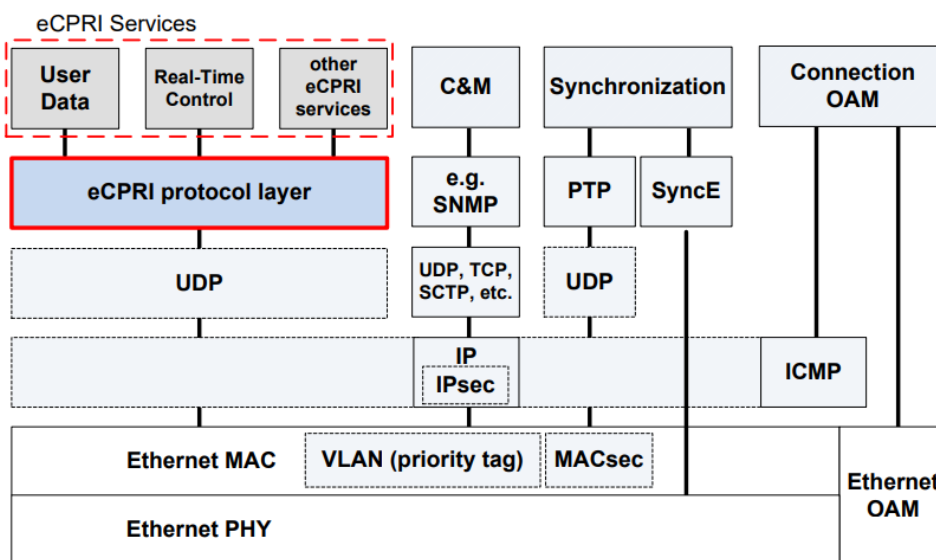 eCPRI Services
User
Data
Real-Time
Control
other
eCPRI
services
C&M
Synchronization
Connection
OAM
eCPRI protocol layer
e.g.
SNMP
PTP
SyncE
UDP
UDP, TCP,
SCTP, etc.
UDP
IP
IPsec
ICMP
Ethernet MAC
VLAN (priority tag)
MACsec
Ethernet
OAM
Ethernet PHY